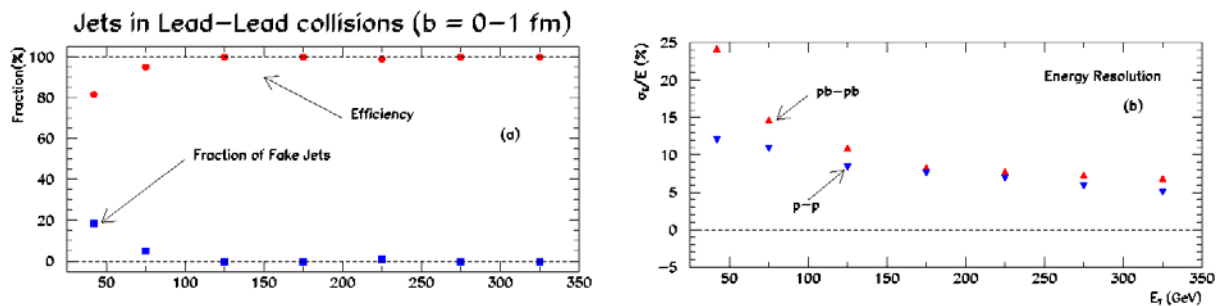 Jets in Lead-Lead collisions (b = 0-1 fm)
Fraction(%)
100
80
60
40
20
0
Efficiency
(a)
Fraction of Fake Jets
50 100 150 200 250 300 350
σ_E/E (%)
25
20
15
10
5
0
-5
Energy Resolution
pb-pb
(b)
p-p
50 100 150 200 250 300 350
E_T (GeV)